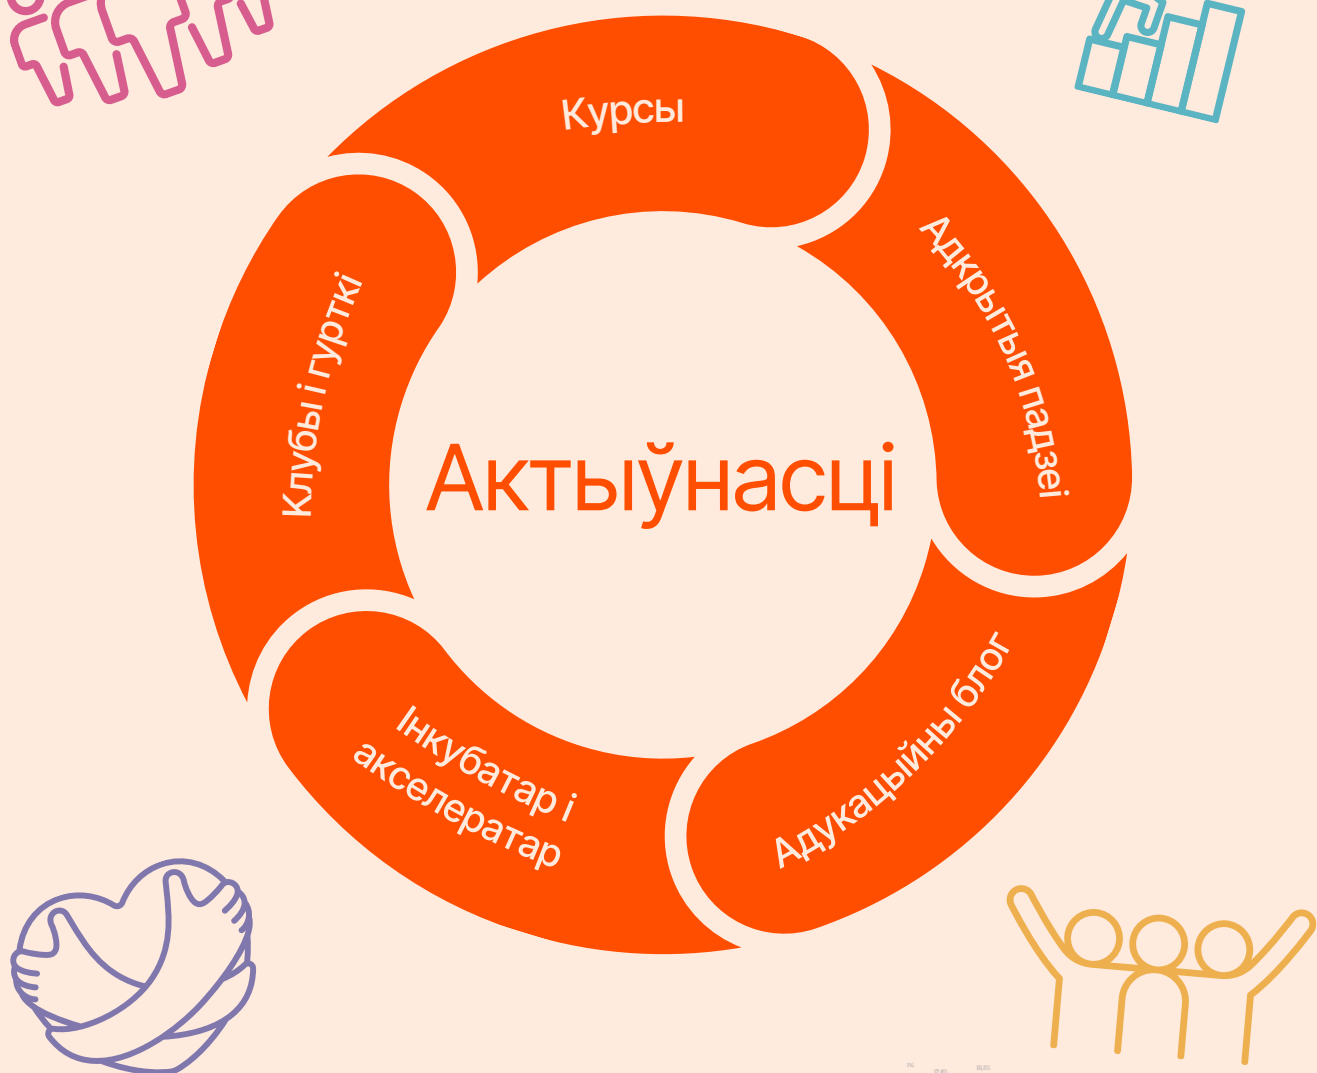 Курсы
Адкрытыя падзеі
Адукацыйны блог
Інкубатар і
акселератар
Клубы і гурткі
Актыўнасці